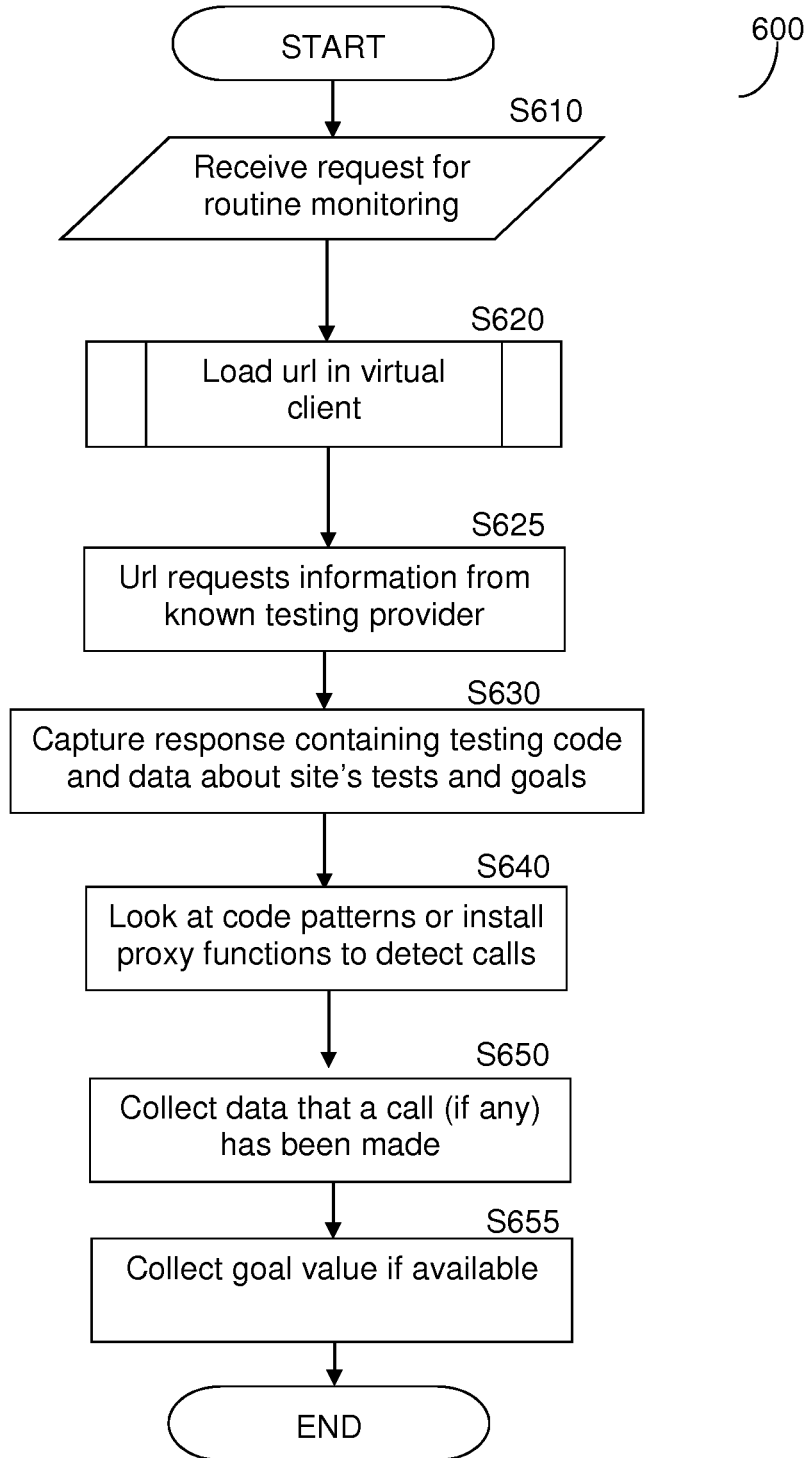 START
600
S610
Receive request for
routine monitoring
S620
Load url in virtual
client
S625
Url requests information from
known testing provider
S630
Capture response containing testing code
and data about site's tests and goals
S640
Look at code patterns or install
proxy functions to detect calls
S650
Collect data that a call (if any)
has been made
S655
Collect goal value if available
END